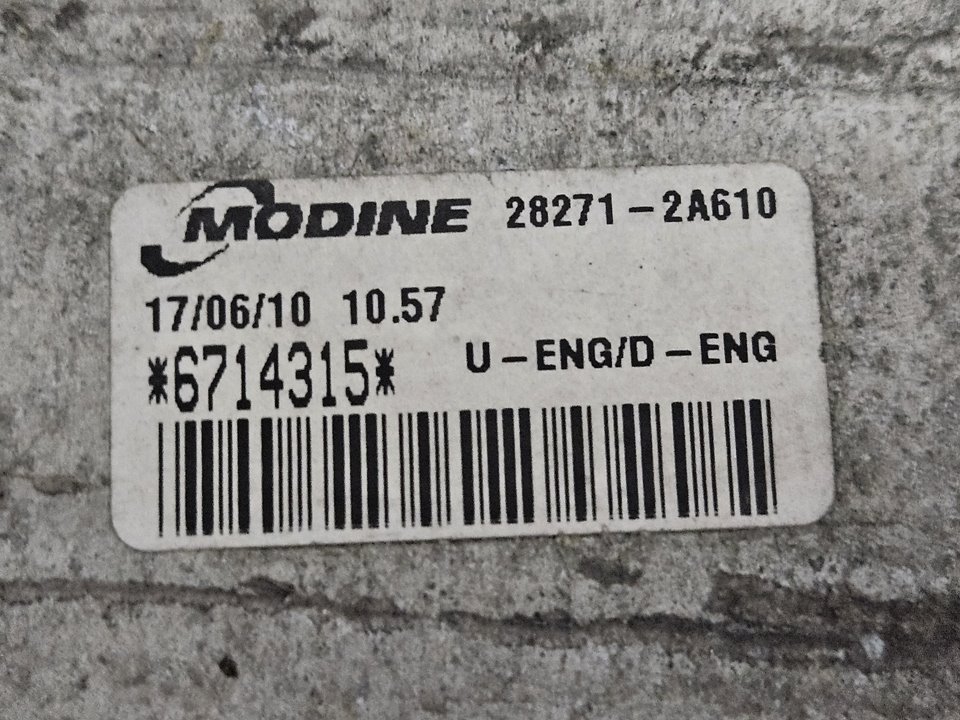 MODINE 28271-2A610
17/06/10 10.57
*6714315* U-ENG/D-ENG